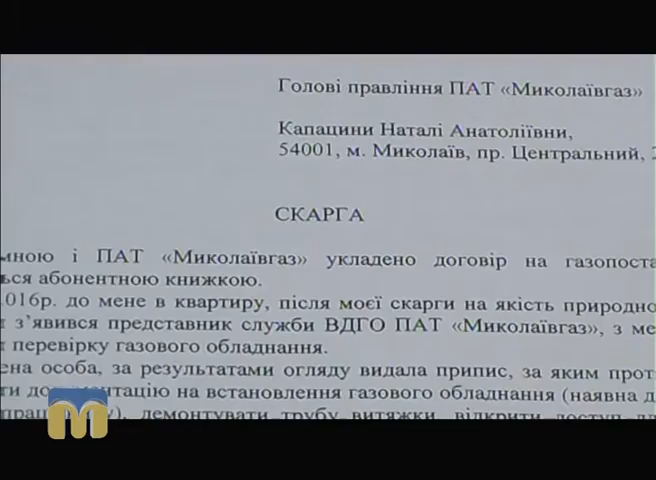 Голові правління ПАТ «Миколаївгаз»
Капацини Наталі Анатоліївни,
54001, м. Миколаїв, пр. Центральний,
СКАРГА
мною і ПАТ «Миколаївгаз» укладено договір на газопоста
ься абонентною книжкою.
016р. до мене в квартиру, після моєї скарги на якість природно
з’явився представник служби ВДГО ПАТ «Миколаївгаз», з ме
перевірку газового обладнання.
ена особа, за результатами огляду видала припис, за яким прот
ти на встановлення газового обладнання (наявна д
демонтувати трубу витяжки, відкрити доступ